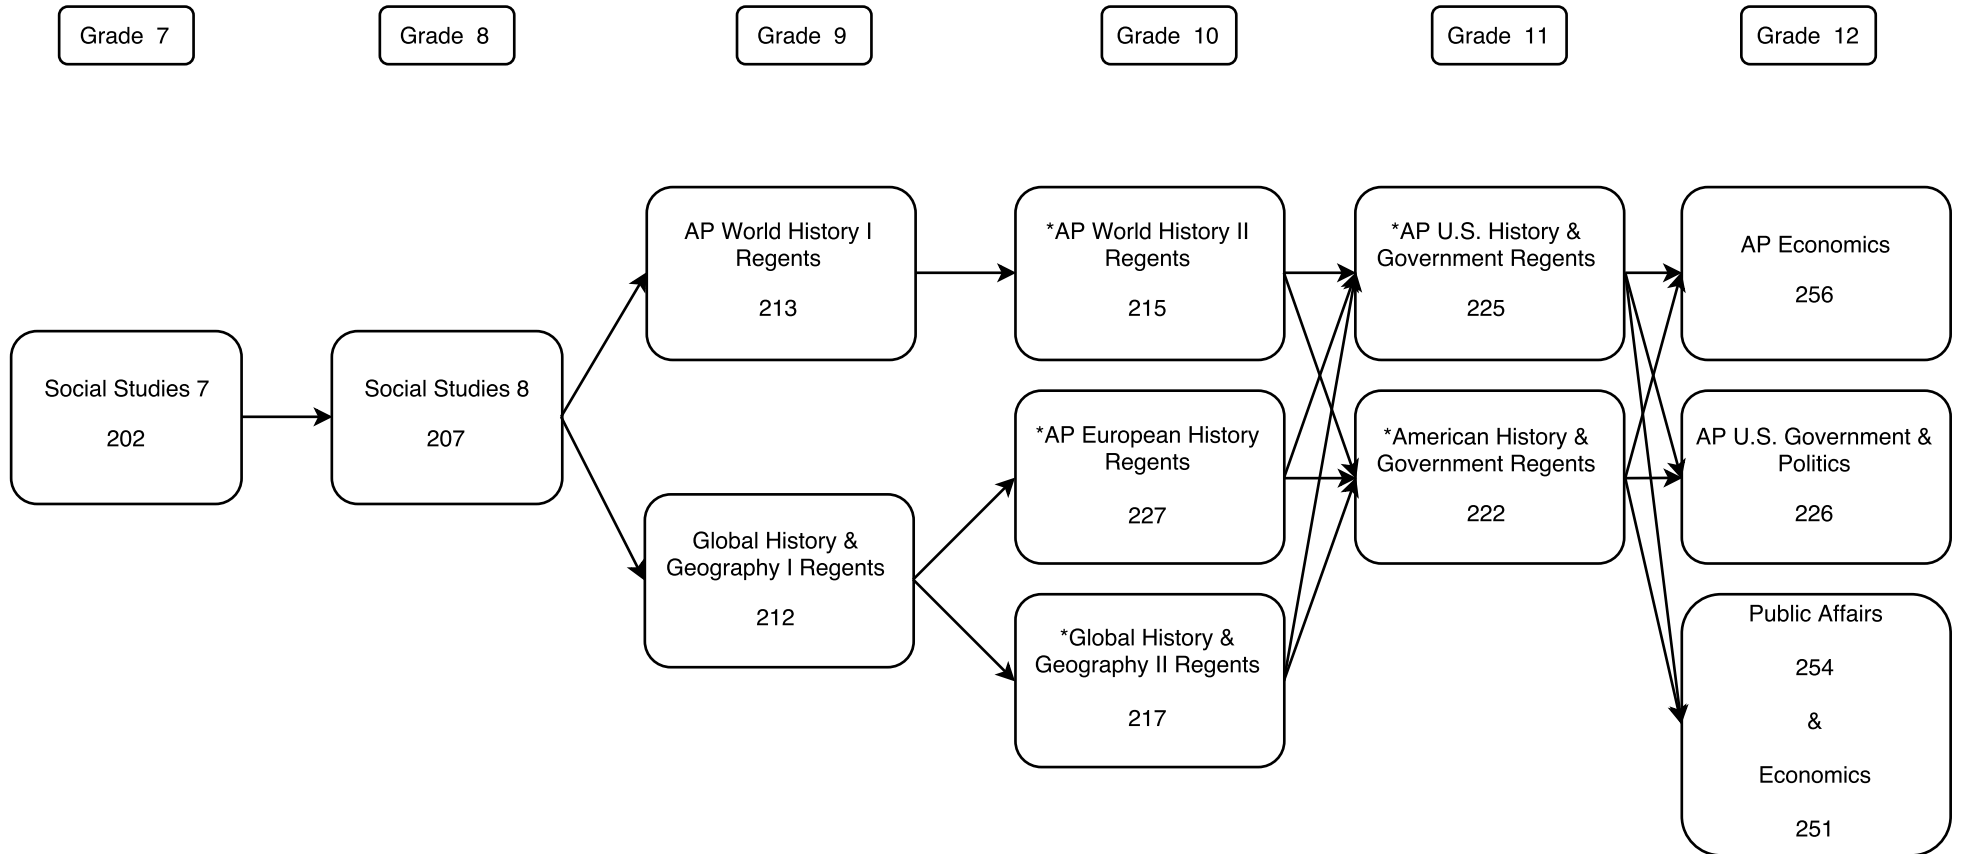 Grade 7
Grade 8
Grade 9
Grade 10
Grade 11
Grade 12
Social Studies 7
202
Social Studies 8
207
AP World History I
Regents
213
Global History &
Geography I Regents
212
*AP World History II
Regents
215
*AP European History
Regents
227
*Global History &
Geography II Regents
217
*AP U.S. History &
Government Regents
225
*American History &
Government Regents
222
AP Economics
256
AP U.S. Government &
Politics
226
Public Affairs
254
&
Economics
251